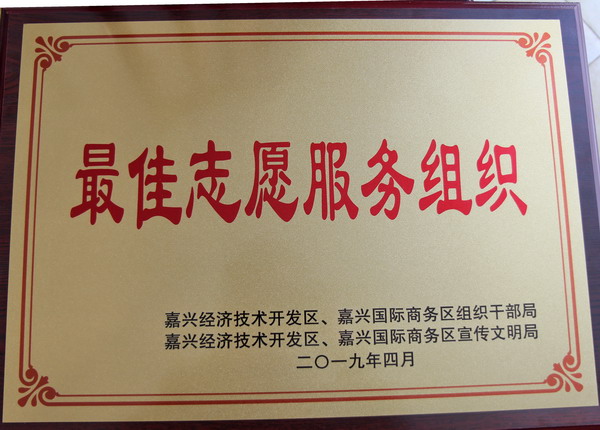 最佳志愿服务组织
嘉兴经济技术开发区、嘉兴国际商务区组织干部局
嘉兴经济技术开发区、嘉兴国际商务区宣传文明局
二〇一九年四月